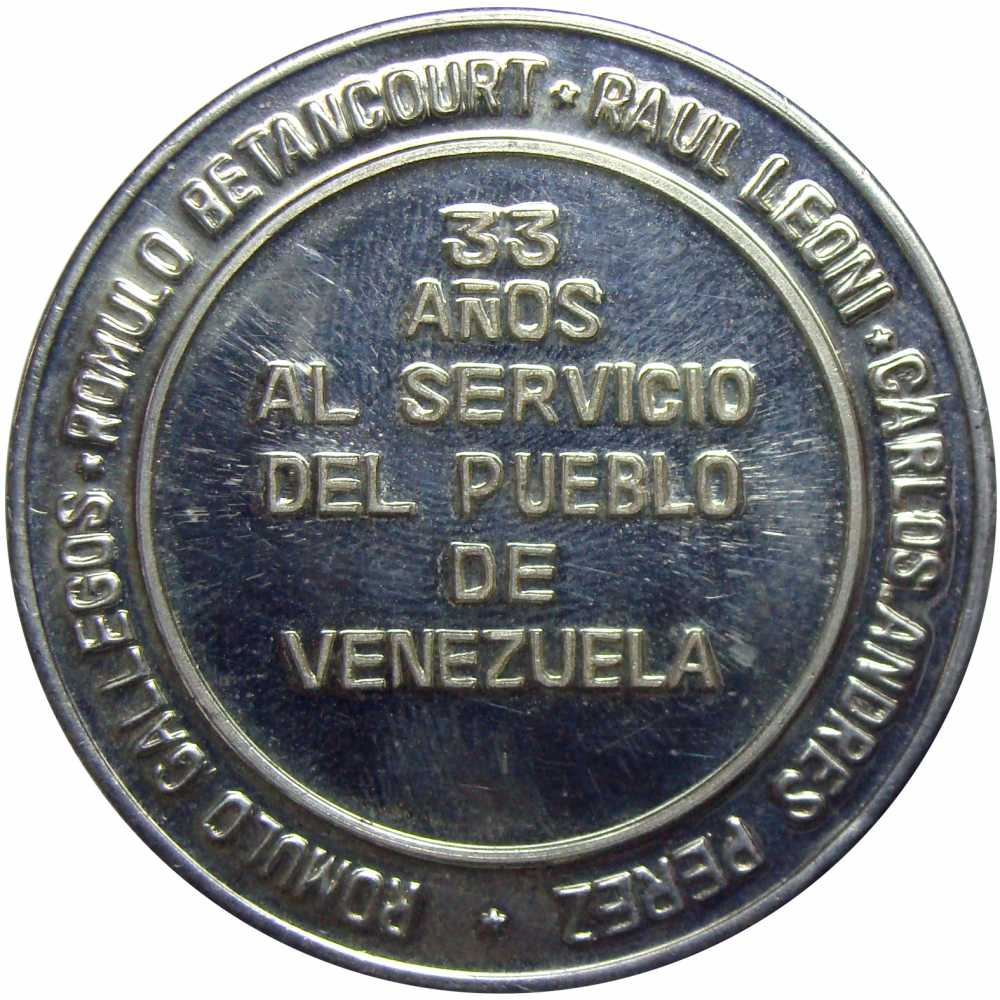 ROMULO GALLEGOS · ROMULO BETANCOURT · RAUL LEONI · CARLOS ANDRES PEREZ ·
33
AÑOS
AL SERVICIO
DEL PUEBLO
DE
VENEZUELA